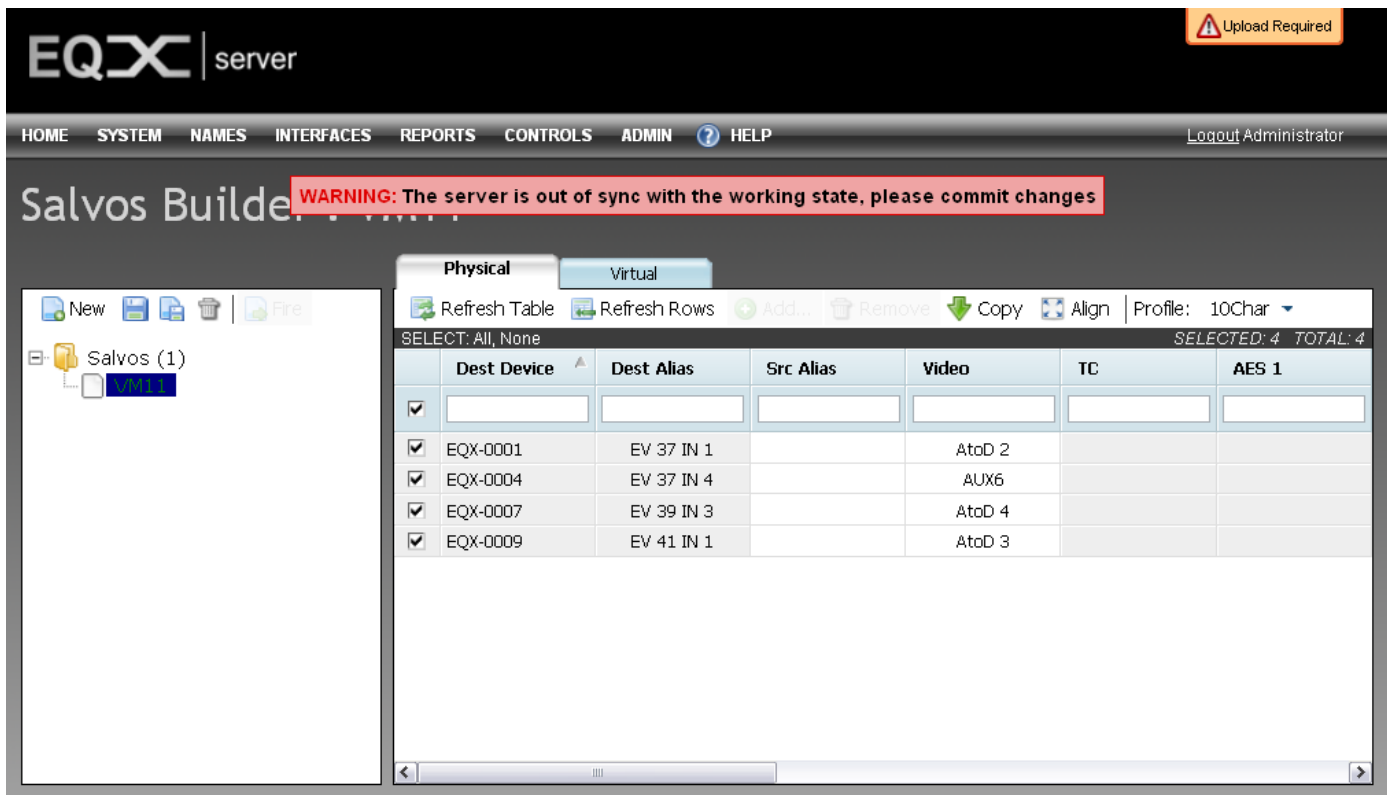 Upload Required
EQX server
HOME SYSTEM NAMES INTERFACES REPORTS CONTROLS ADMIN ? HELP Logout Administrator
Salvos Builder : VM11
WARNING: The server is out of sync with the working state, please commit changes
Physical Virtual
New Fire
Refresh Table Refresh Rows Add... Remove Copy Align Profile: 10Char
SELECT: All, None SELECTED: 4 TOTAL: 4
Salvos (1)
VM11
Dest Device Dest Alias Src Alias Video TC AES 1
EQX-0001 EV 37 IN 1 AtoD 2
EQX-0004 EV 37 IN 4 AUX6
EQX-0007 EV 39 IN 3 AtoD 4
EQX-0009 EV 41 IN 1 AtoD 3